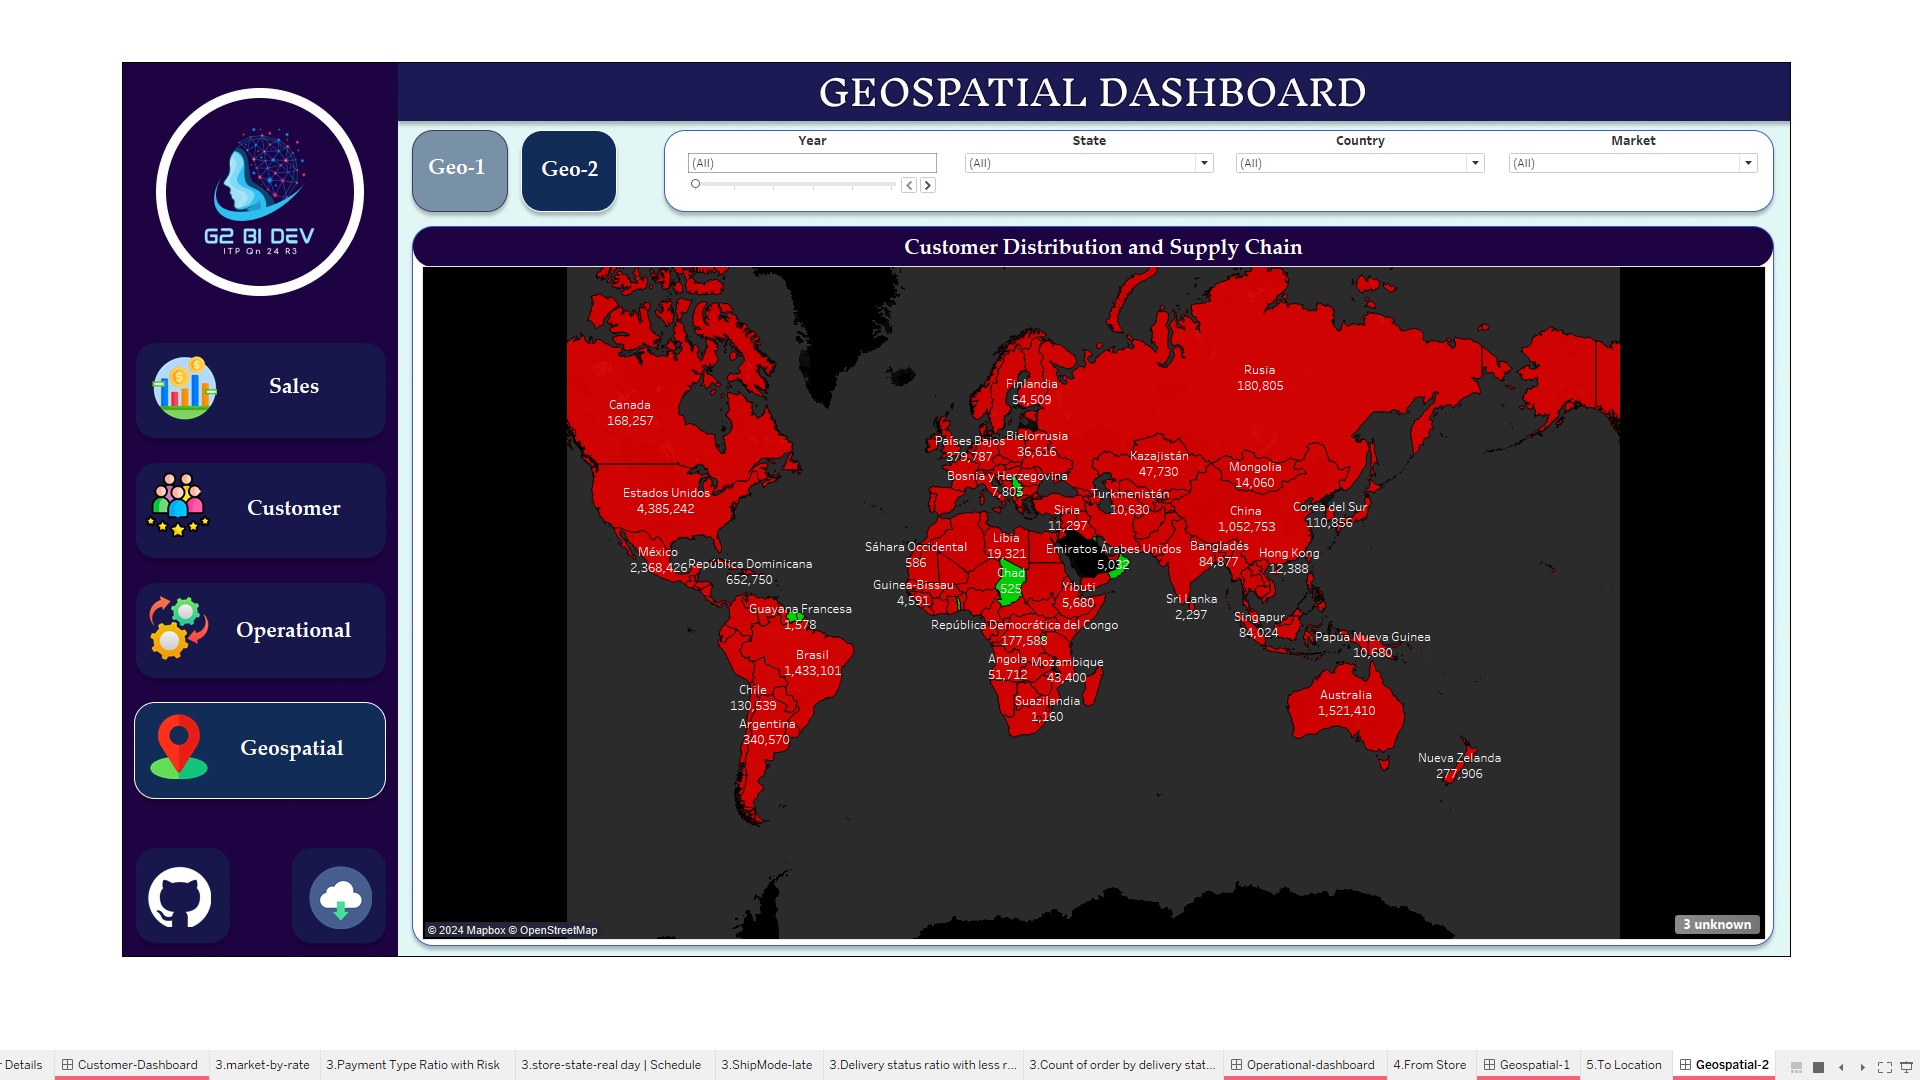 GEOSPATIAL DASHBOARD
G2 BI DEV
ITP Qn 24 R3
Geo-1
Geo-2
Year
State
Country
Market
(All)
(All)
(All)
(All)
Customer Distribution and Supply Chain
Sales
Customer
Operational
Geospatial
Rusia
180,805
Finlandia
54,509
Canada
168,257
Países Bajos
379,787
Bielorrusia
36,616
Kazajistán
47,730
Mongolia
14,060
Bosnia y Herzegovina
7,805
Estados Unidos
4,385,242
Turkmenistán
10,630
Siria
11,297
China
1,052,753
Corea del Sur
110,856
Libia
19,321
Sáhara Occidental
586
Emiratos Árabes Unidos
5,032
Bangladés
84,877
Hong Kong
12,388
México
2,368,426
República Dominicana
652,750
Chad
525
Guinea-Bissau
4,591
Yibuti
5,680
Sri Lanka
2,297
Guayana Francesa
1,578
Singapur
84,024
República Democrática del Congo
177,588
Papúa Nueva Guinea
10,680
Brasil
1,433,101
Angola
51,712
Mozambique
43,400
Chile
130,539
Suazilandia
1,160
Australia
1,521,410
Argentina
340,570
Nueva Zelanda
277,906
© 2024 Mapbox © OpenStreetMap
3 unknown
Details
Customer-Dashboard
3.market-by-rate
3.Payment Type Ratio with Risk
3.store-state-real day | Schedule
3.ShipMode-late
3.Delivery status ratio with less r...
3.Count of order by delivery stat...
Operational-dashboard
4.From Store
Geospatial-1
5.To Location
Geospatial-2